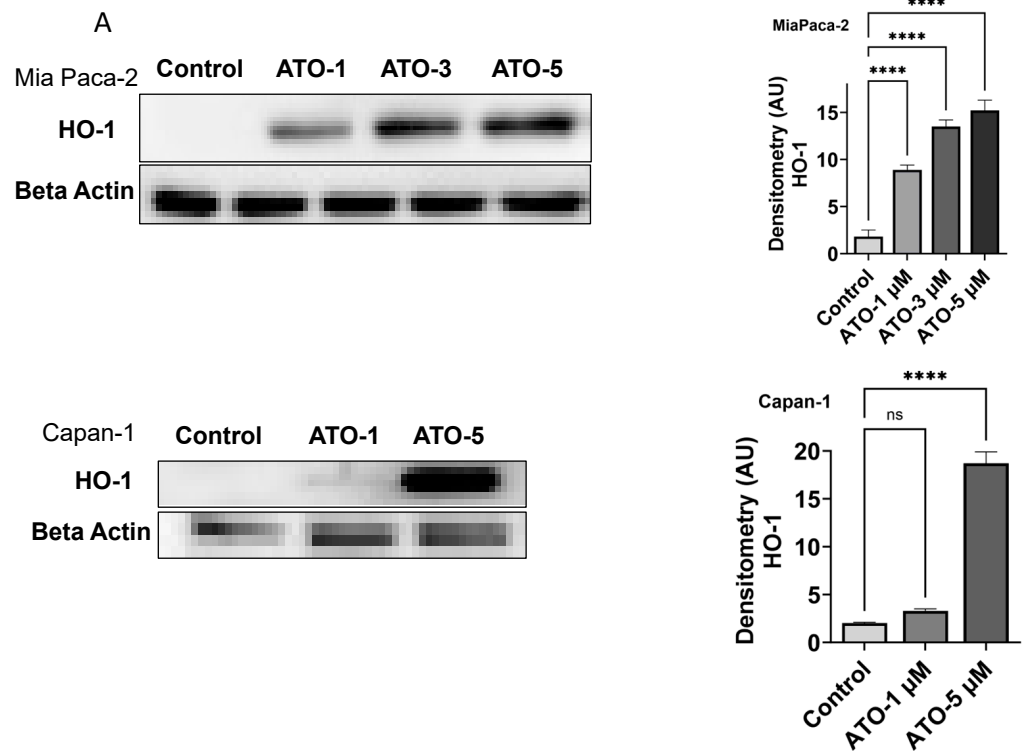 A
Mia Paca-2 Control ATO-1 ATO-3 ATO-5
HO-1
Beta Actin
MiaPaca-2
****
****
****
Densitometry (AU)
HO-1
15
10
5
0
Control
ATO-1 µM
ATO-3 µM
ATO-5 µM
Capan-1 Control ATO-1 ATO-5
HO-1
Beta Actin
Capan-1
****
ns
Densitometry (AU)
HO-1
20
15
10
5
0
Control
ATO-1 µM
ATO-5 µM